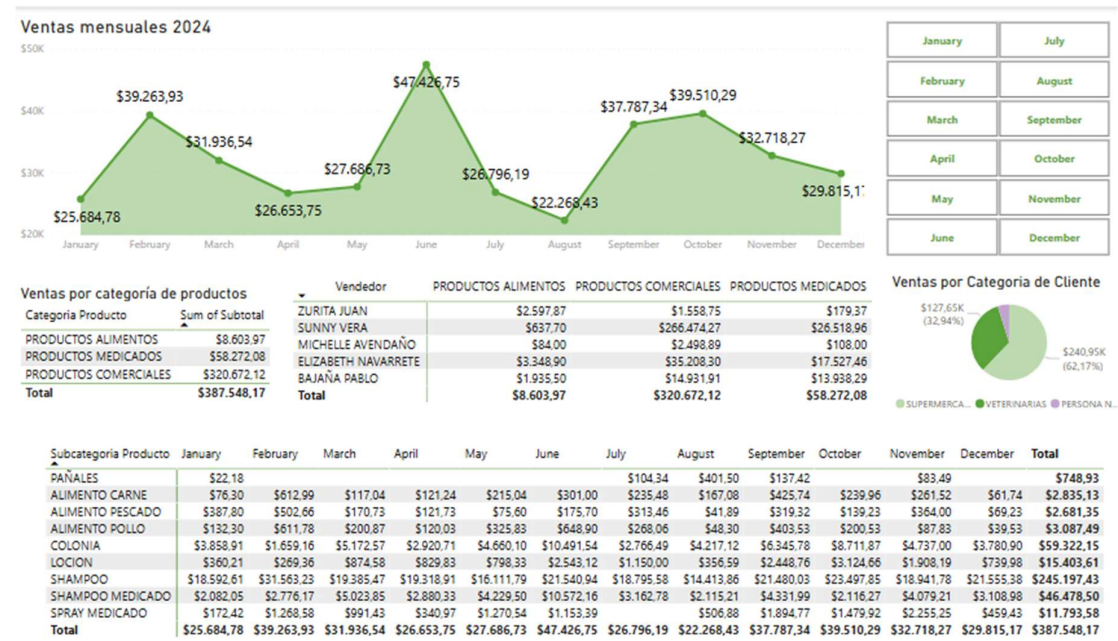 Ventas mensuales 2024
$50K
$40K
$30K
$20K
$25.684,78
$39.263,93
$31.936,54
$26.653,75
$27.686,73
$47.426,75
$26.796,19
$22.268,43
$37.787,34
$39.510,29
$32.718,27
$29.815,1
January February March April May June July August September October November December
January July
February August
March September
April October
May November
June December
Ventas por categoría de productos
Categoria Producto Sum of Subtotal
PRODUCTOS ALIMENTOS $8.603,97
PRODUCTOS MEDICADOS $58.272,08
PRODUCTOS COMERCIALES $320.672,12
Total $387.548,17
Vendedor PRODUCTOS ALIMENTOS PRODUCTOS COMERCIALES PRODUCTOS MEDICADOS
ZURITA JUAN $2.597,87 $1.558,75 $179,37
SUNNY VERA $637,70 $266.474,27 $26.518,96
MICHELLE AVENDAÑO $84,00 $2.498,89 $108,00
ELIZABETH NAVARRETE $3.348,90 $35.208,30 $17.527,46
BAJAÑA PABLO $1.935,50 $14.931,91 $13.938,29
Total $8.603,97 $320.672,12 $58.272,08
Ventas por Categoria de Cliente
$127,65K
(32,94%)
$240,95K
(62,17%)
SUPERMERCA... VETERINARIAS PERSONA N...
Subcategoria Producto January February March April May June July August September October November December Total
PAÑALES $22,18 $104,34 $401,50 $137,42 $83,49 $748,93
ALIMENTO CARNE $76,30 $612,99 $117,04 $121,24 $215,04 $301,00 $235,48 $167,08 $425,74 $239,96 $261,52 $61,74 $2.835,13
ALIMENTO PESCADO $387,80 $502,66 $170,73 $121,73 $75,60 $175,70 $313,46 $41,89 $319,32 $139,23 $364,00 $69,23 $2.681,35
ALIMENTO POLLO $132,30 $611,78 $200,87 $120,03 $325,83 $648,90 $268,06 $48,30 $403,53 $200,53 $87,83 $39,53 $3.087,49
COLONIA $3.858,91 $1.659,16 $5.172,57 $2.920,71 $4.660,10 $10.491,54 $2.766,49 $4.217,12 $6.345,78 $8.711,87 $4.737,00 $3.780,90 $59.322,15
LOCION $360,21 $269,36 $874,58 $829,83 $798,33 $2.543,12 $1.150,00 $356,59 $2.448,76 $3.124,66 $1.908,19 $739,98 $15.403,61
SHAMPOO $18.592,61 $31.563,23 $19.385,47 $19.318,91 $16.111,79 $21.540,94 $18.795,58 $14.413,86 $21.480,03 $23.497,85 $18.941,78 $21.555,38 $245.197,43
SHAMPOO MEDICADO $2.082,05 $2.776,17 $5.023,85 $2.880,33 $4.229,50 $10.572,16 $3.162,78 $2.115,21 $4.331,99 $2.116,27 $4.079,21 $3.108,98 $46.478,50
SPRAY MEDICADO $172,42 $1.268,58 $991,43 $340,97 $1.270,54 $1.153,39 $506,88 $1.894,77 $1.479,92 $2.255,25 $459,43 $11.793,58
Total $25.684,78 $39.263,93 $31.936,54 $26.653,75 $27.686,73 $47.426,75 $26.796,19 $22.268,43 $37.787,34 $39.510,29 $32.718,27 $29.815,17 $387.548,17